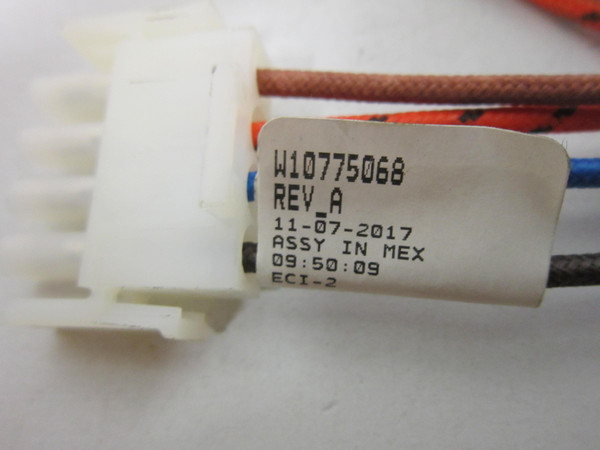 W10775068
REV_A
11-07-2017
ASSY IN MEX
09:50:09
ECI-2